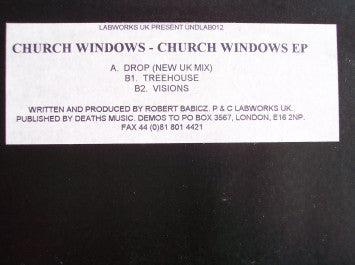 LABWORKS UK PRESENT UNDLAB012
CHURCH WINDOWS - CHURCH WINDOWS EP
A. DROP (NEW UK MIX)
B1. TREEHOUSE
B2. VISIONS
WRITTEN AND PRODUCED BY ROBERT BABICZ. P & C LABWORKS UK.
PUBLISHED BY DEATHS MUSIC. DEMOS TO PO BOX 3567, LONDON, E16 2NP.
FAX 44 (0)81 801 4421